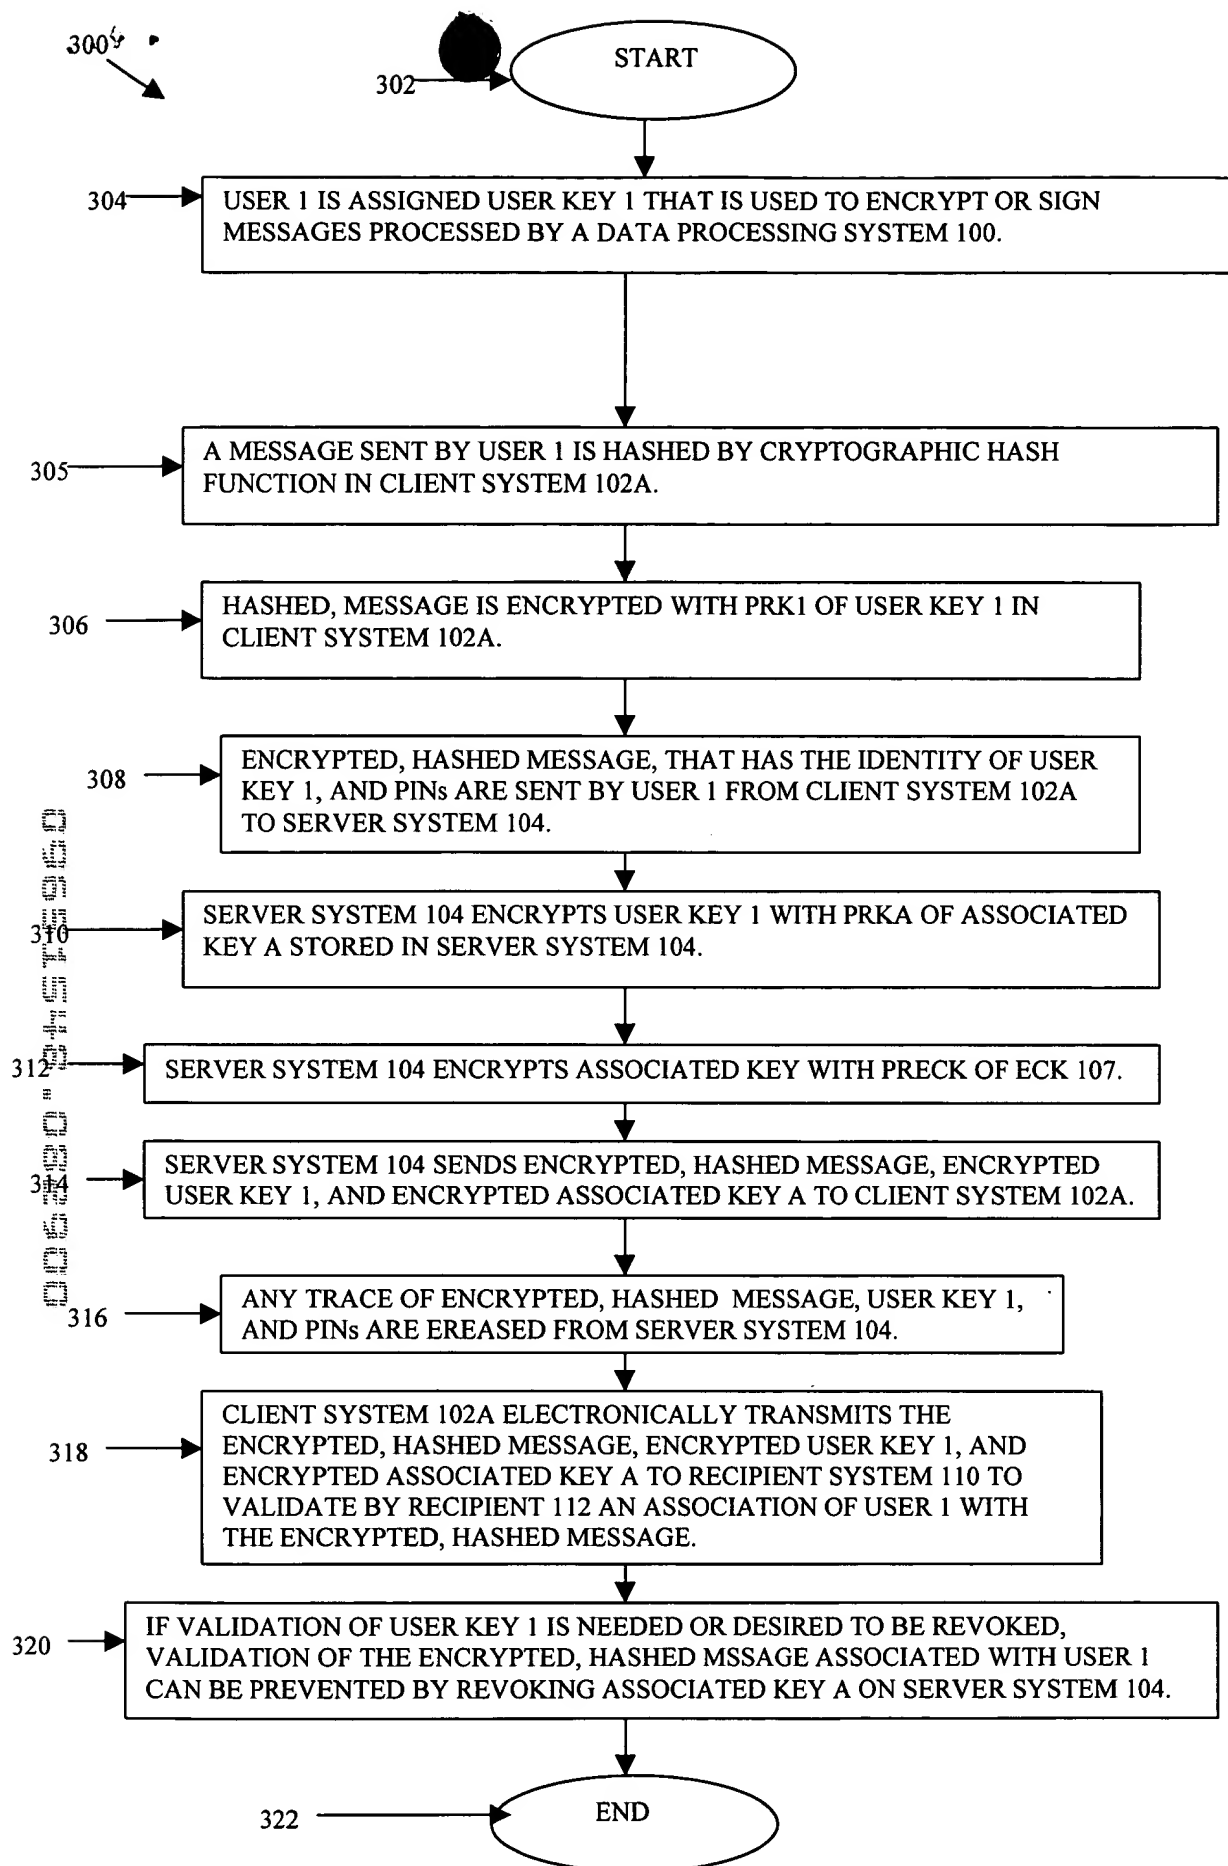 300
START
302
304
USER 1 IS ASSIGNED USER KEY 1 THAT IS USED TO ENCRYPT OR SIGN
MESSAGES PROCESSED BY A DATA PROCESSING SYSTEM 100.
305
A MESSAGE SENT BY USER 1 IS HASHED BY CRYPTOGRAPHIC HASH
FUNCTION IN CLIENT SYSTEM 102A.
306
HASHED, MESSAGE IS ENCRYPTED WITH PRK1 OF USER KEY 1 IN
CLIENT SYSTEM 102A.
308
ENCRYPTED, HASHED MESSAGE, THAT HAS THE IDENTITY OF USER
KEY 1, AND PINs ARE SENT BY USER 1 FROM CLIENT SYSTEM 102A
TO SERVER SYSTEM 104.
310
SERVER SYSTEM 104 ENCRYPTS USER KEY 1 WITH PRKA OF ASSOCIATED
KEY A STORED IN SERVER SYSTEM 104.
312
SERVER SYSTEM 104 ENCRYPTS ASSOCIATED KEY WITH PRECK OF ECK 107.
314
SERVER SYSTEM 104 SENDS ENCRYPTED, HASHED MESSAGE, ENCRYPTED
USER KEY 1, AND ENCRYPTED ASSOCIATED KEY A TO CLIENT SYSTEM 102A.
316
ANY TRACE OF ENCRYPTED, HASHED MESSAGE, USER KEY 1,
AND PINs ARE EREASED FROM SERVER SYSTEM 104.
318
CLIENT SYSTEM 102A ELECTRONICALLY TRANSMITS THE
ENCRYPTED, HASHED MESSAGE, ENCRYPTED USER KEY 1, AND
ENCRYPTED ASSOCIATED KEY A TO RECIPIENT SYSTEM 110 TO
VALIDATE BY RECIPIENT 112 AN ASSOCIATION OF USER 1 WITH
THE ENCRYPTED, HASHED MESSAGE.
320
IF VALIDATION OF USER KEY 1 IS NEEDED OR DESIRED TO BE REVOKED,
VALIDATION OF THE ENCRYPTED, HASHED MSSAGE ASSOCIATED WITH USER 1
CAN BE PREVENTED BY REVOKING ASSOCIATED KEY A ON SERVER SYSTEM 104.
322
END